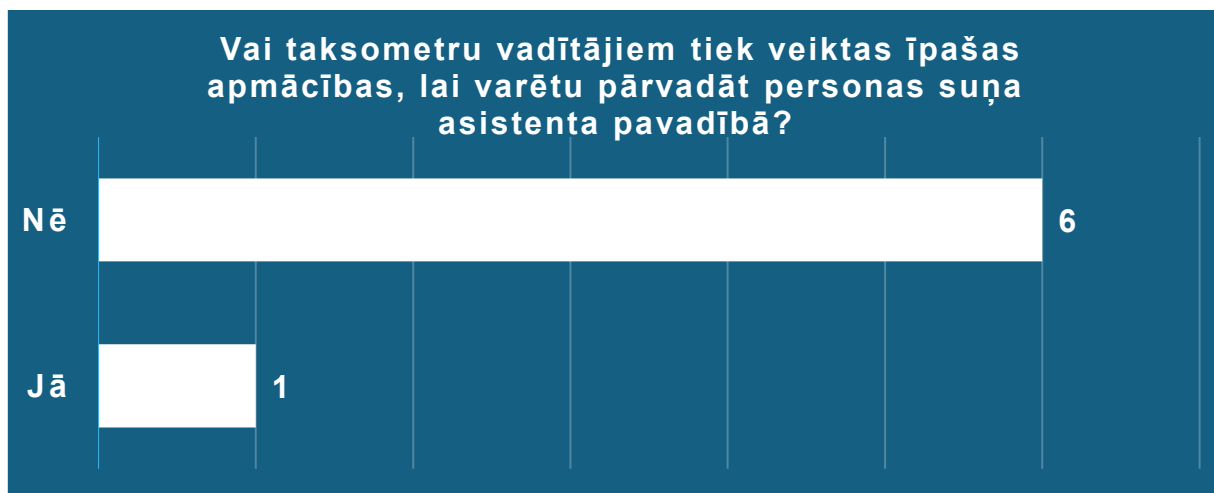 Vai taksometru vadītājiem tiek veiktas īpašas
apmācības, lai varētu pārvadāt personas suņa
asistenta pavadībā?
Nē
6
Jā
1